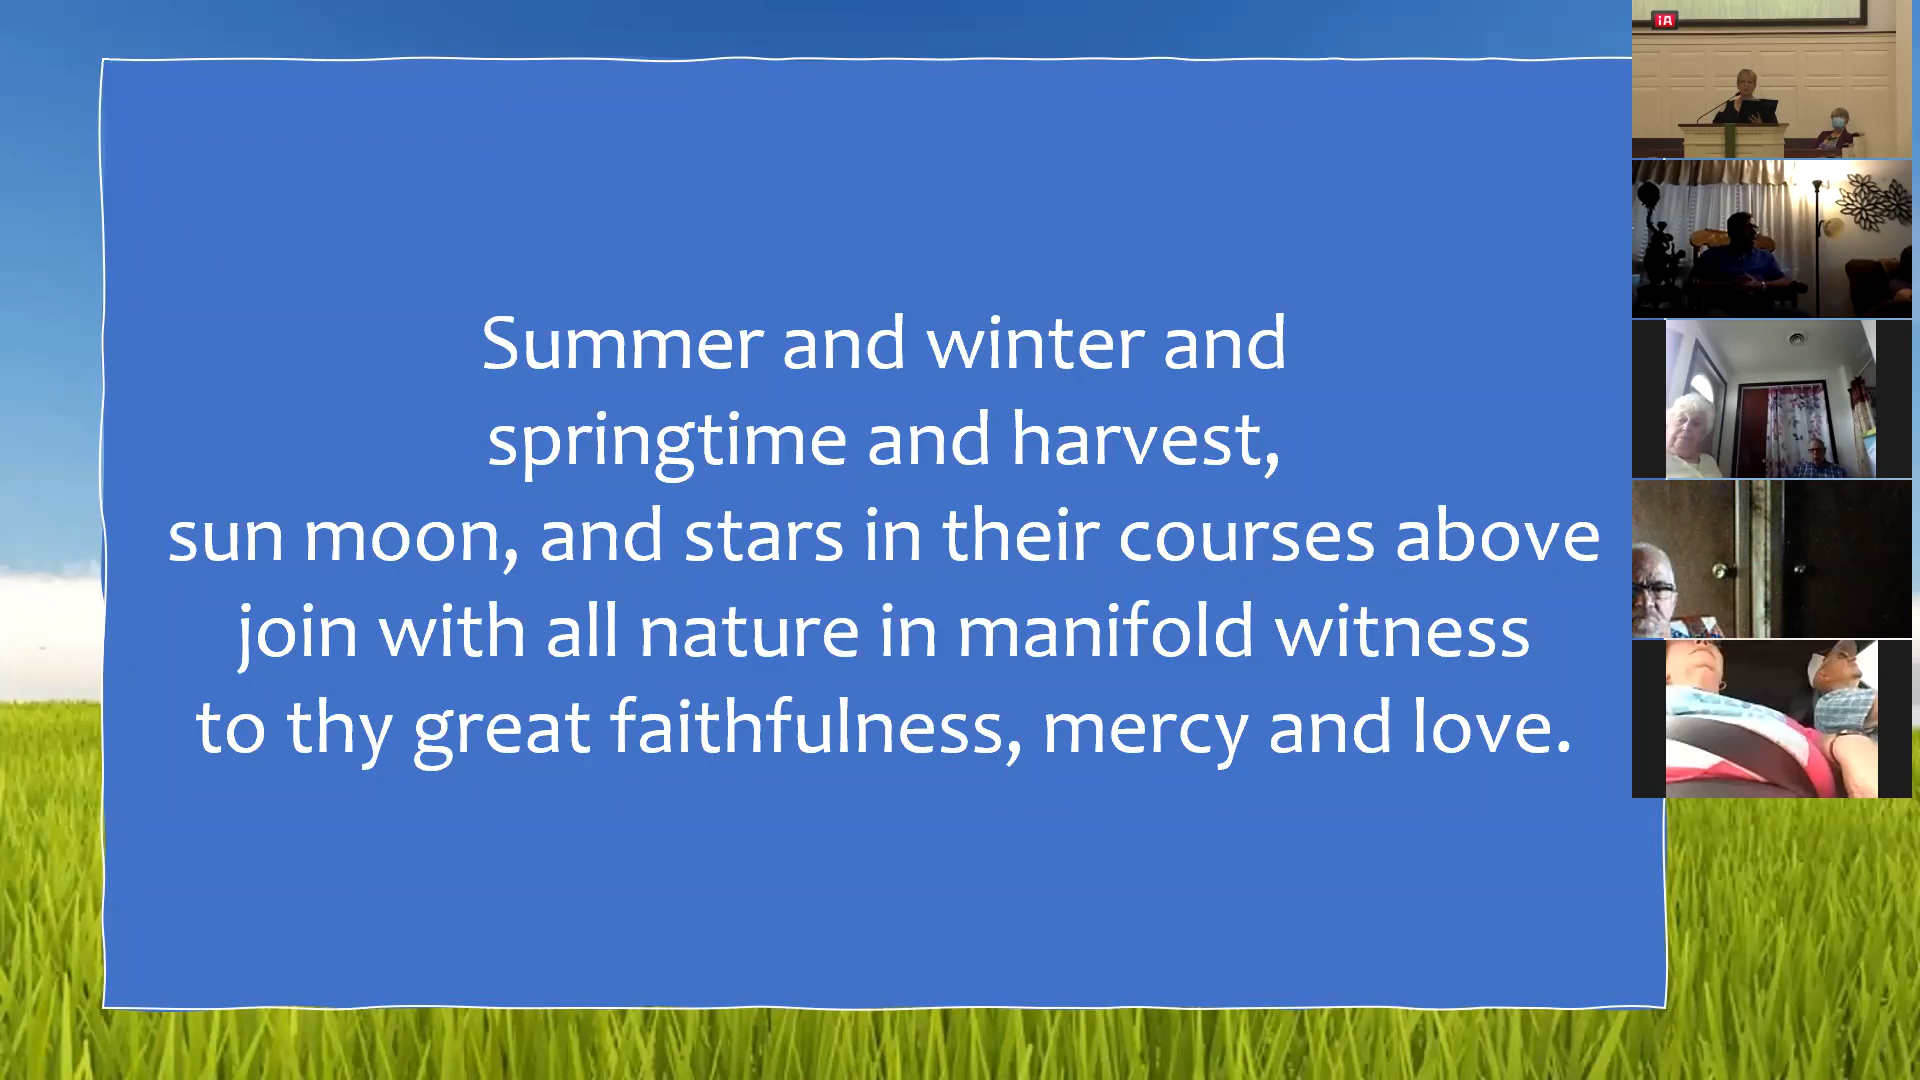 Summer and winter and
springtime and harvest,
sun moon, and stars in their courses above
join with all nature in manifold witness
to thy great faithfulness, mercy and love.
iA